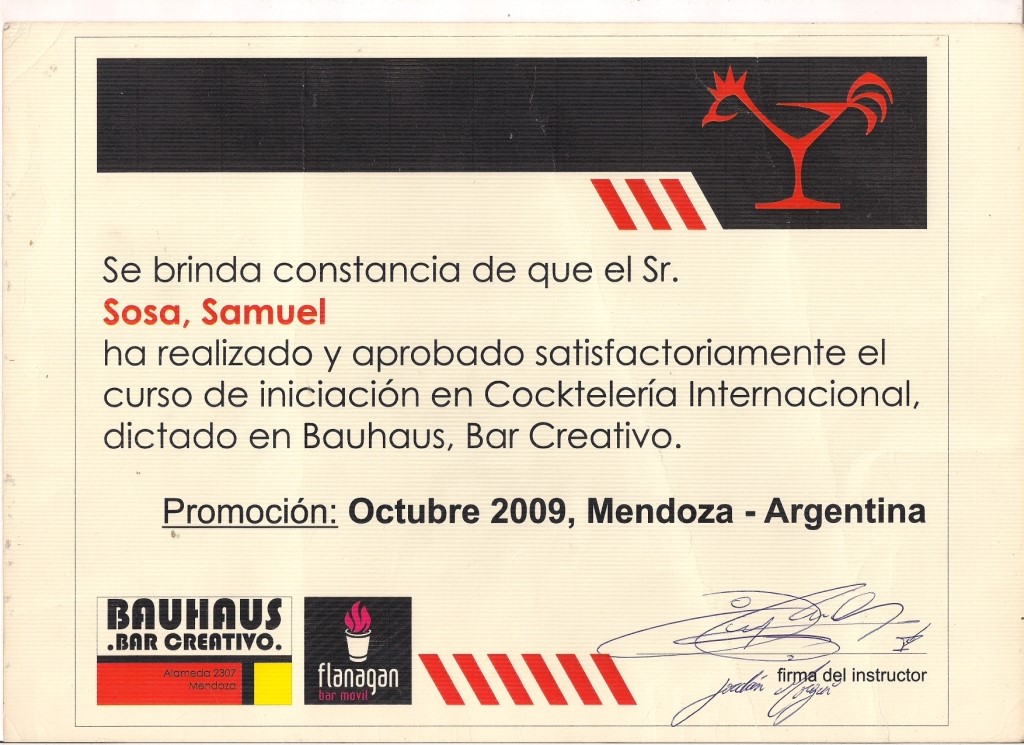 Se brinda constancia de que el Sr.
Sosa, Samuel
ha realizado y aprobado satisfactoriamente el
curso de iniciación en Cocktelería Internacional,
dictado en Bauhaus, Bar Creativo.
Promoción: Octubre 2009, Mendoza - Argentina
BAUHAUS
.BAR CREATIVO.
Alameda 2307
Mendoza
flanagan
bar movil
firma del instructor